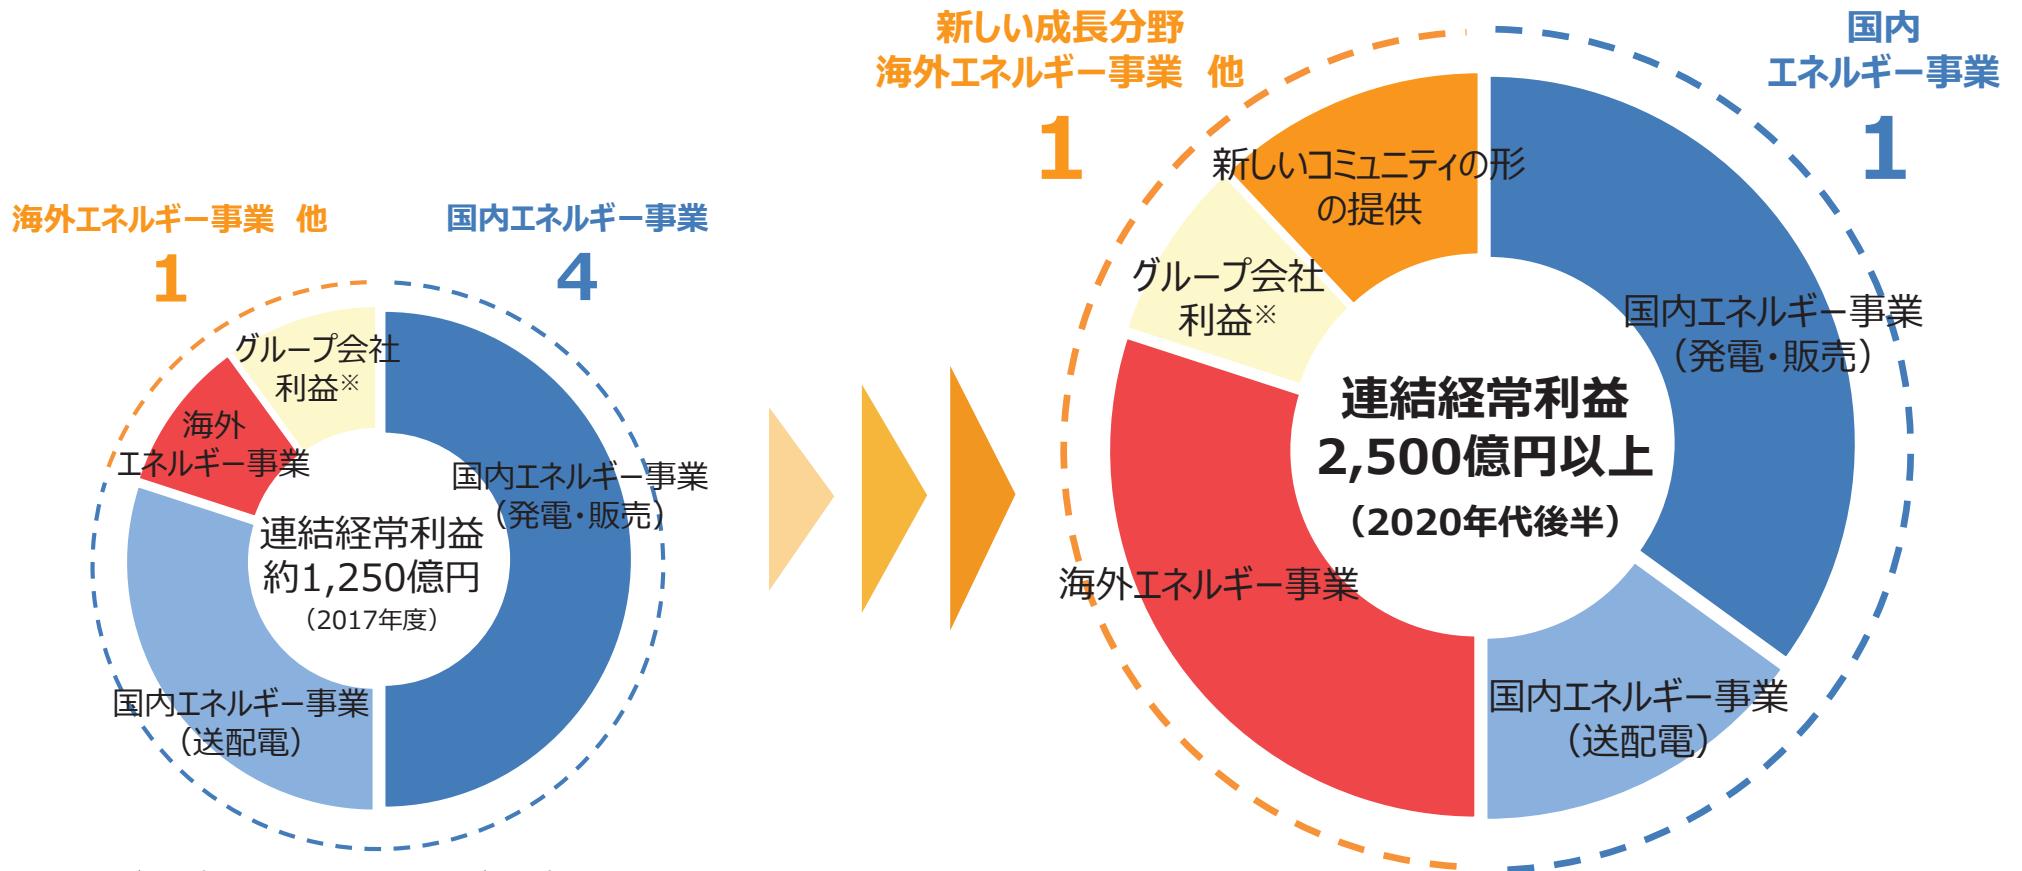 海外エネルギー事業　他
1
国内エネルギー事業
4
グループ会社
利益※
海外
エネルギー事業
国内エネルギー事業
（発電・販売）
連結経常利益
約1,250億円
（2017年度）
国内エネルギー事業
（送配電）
新しい成長分野
海外エネルギー事業　他
1
国内
エネルギー事業
1
新しいコミュニティの形
の提供
グループ会社
利益※
国内エネルギー事業
（発電・販売）
連結経常利益
2,500億円以上
（2020年代後半）
海外エネルギー事業
国内エネルギー事業
（送配電）